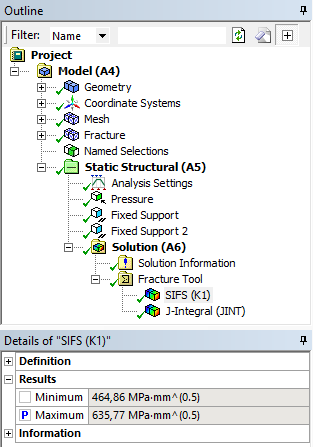 Outline
Filter: Name
Project
Model (A4)
Geometry
Coordinate Systems
Mesh
Fracture
Named Selections
Static Structural (A5)
Analysis Settings
Pressure
Fixed Support
Fixed Support 2
Solution (A6)
Solution Information
Fracture Tool
SIFS (K1)
J-Integral (JINT)
Details of "SIFS (K1)"
Definition
Results
Minimum 464,86 MPa·mm^(0.5)
P Maximum 635,77 MPa·mm^(0.5)
Information